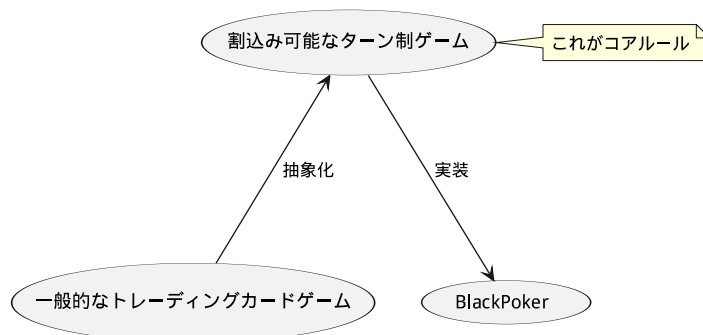 割込み可能なターン制ゲーム
これがコアルール
抽象化
実装
一般的なトレーディングカードゲーム
BlackPoker